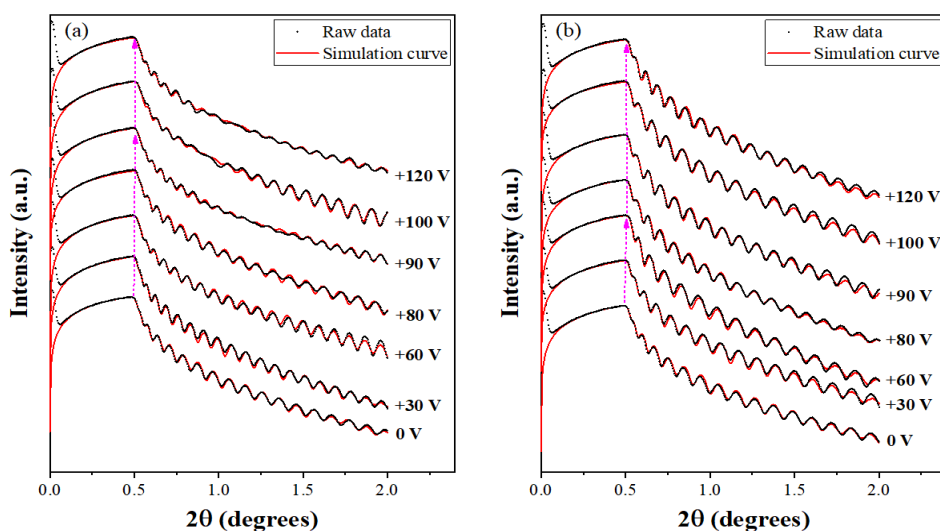 (a)
Raw data
Simulation curve
+120 V
+100 V
+90 V
+80 V
+60 V
+30 V
0 V
Intensity (a.u.)
0.0 0.5 1.0 1.5 2.0
2θ (degrees)
(b)
Raw data
Simulation curve
+120 V
+100 V
+90 V
+80 V
+60 V
+30 V
0 V
Intensity (a.u.)
0.0 0.5 1.0 1.5 2.0
2θ (degrees)